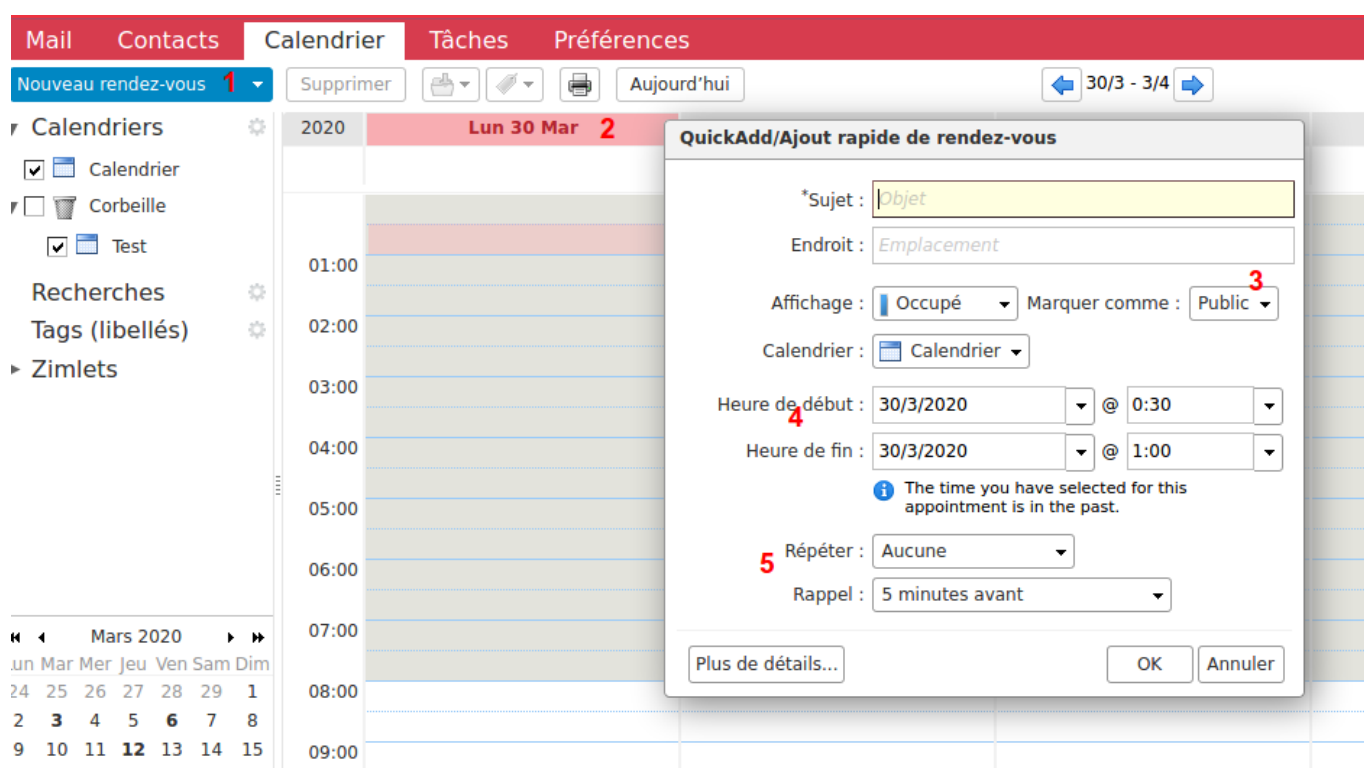 Mail Contacts Calendrier Tâches Préférences
Nouveau rendez-vous 1 Supprimer Aujourd'hui 30/3 - 3/4
Calendriers
Calendrier
Corbeille
Test
Recherches
Tags (libellés)
Zimlets
Mars 2020
Lun Mar Mer Jeu Ven Sam Dim
24 25 26 27 28 29 1
2 3 4 5 6 7 8
9 10 11 12 13 14 15
2020 Lun 30 Mar 2
01:00
02:00
03:00
04:00
05:00
06:00
07:00
08:00
09:00
QuickAdd/Ajout rapide de rendez-vous
*Sujet : Objet
Endroit : Emplacement
3
Affichage : Occupé Marquer comme : Public
Calendrier : Calendrier
Heure de début : 30/3/2020 @ 0:30
4
Heure de fin : 30/3/2020 @ 1:00
The time you have selected for this
appointment is in the past.
5 Répéter : Aucune
Rappel : 5 minutes avant
Plus de détails... OK Annuler